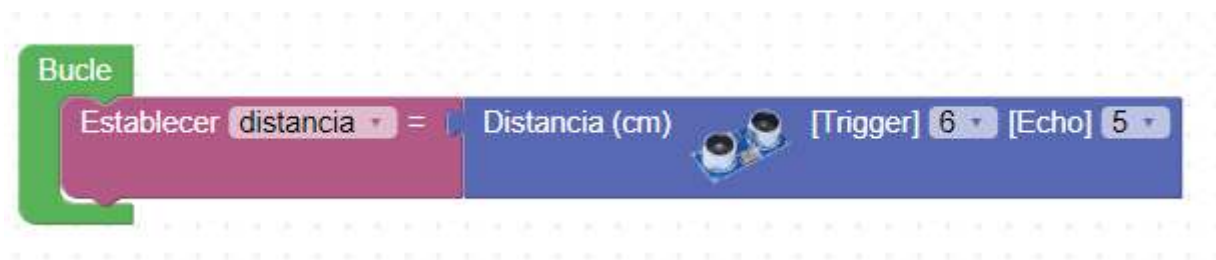 Bucle
Establecer distancia = Distancia (cm) [Trigger] 6 [Echo] 5